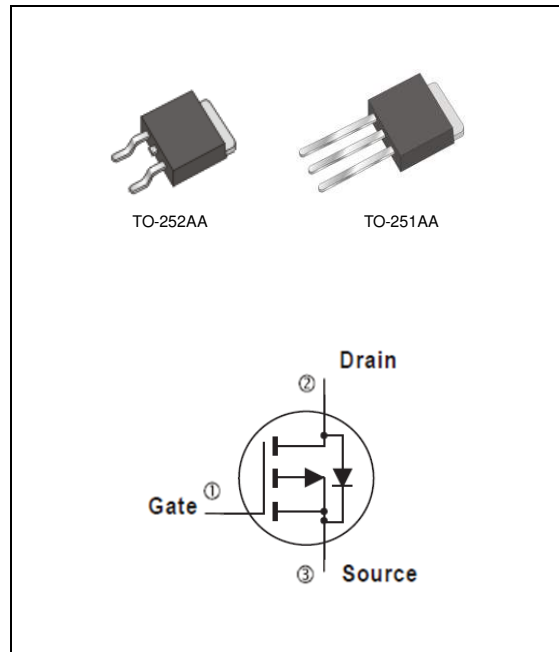 TO-252AA
TO-251AA
Drain
②
①
Gate
③
Source